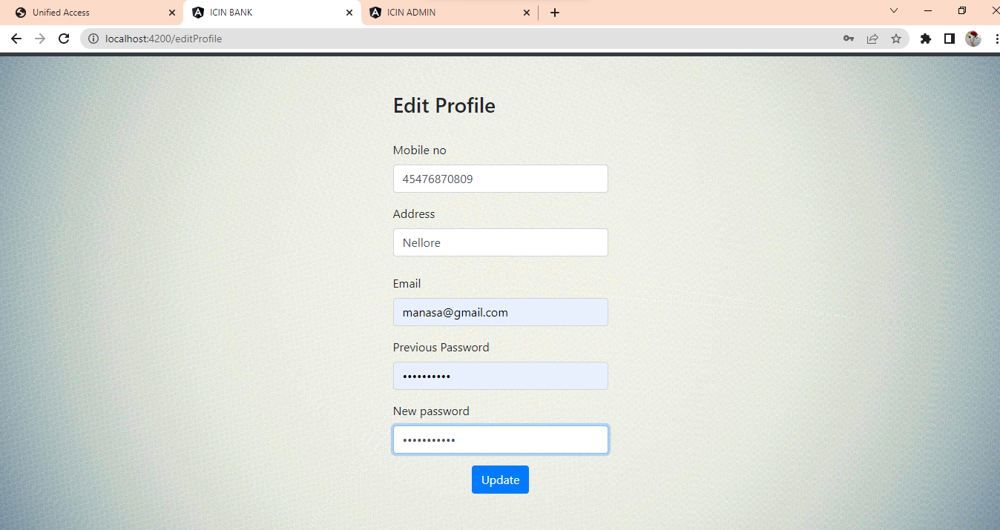 Unified Access
ICIN BANK
ICIN ADMIN
localhost:4200/editProfile
Edit Profile
Mobile no
45476870809
Address
Nellore
Email
manasa@gmail.com
Previous Password
••••••••••
New password
•••••••••••
Update